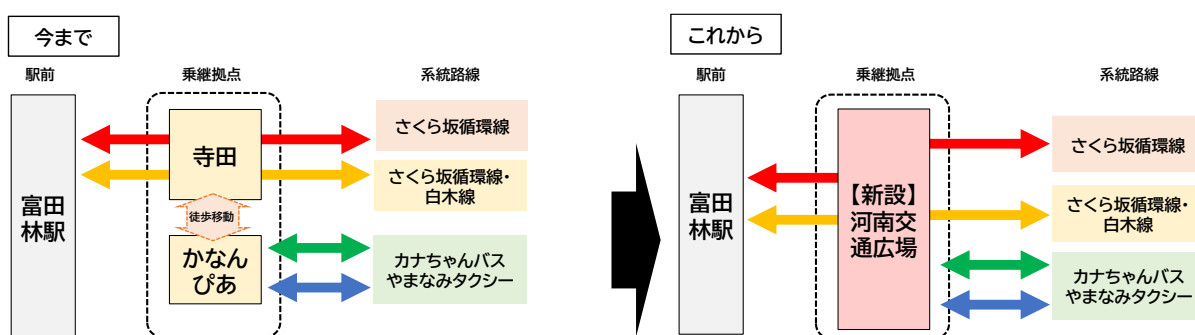 今まで
駅前
乗継拠点
系統路線
富田
林駅
寺田
徒歩移動
かなん
ぴあ
さくら坂循環線
さくら坂循環線・
白木線
カナちゃんバス
やまなみタクシー
これから
駅前
乗継拠点
系統路線
富田
林駅
【新設】
河南交
通広場
さくら坂循環線
さくら坂循環線・
白木線
カナちゃんバス
やまなみタクシー